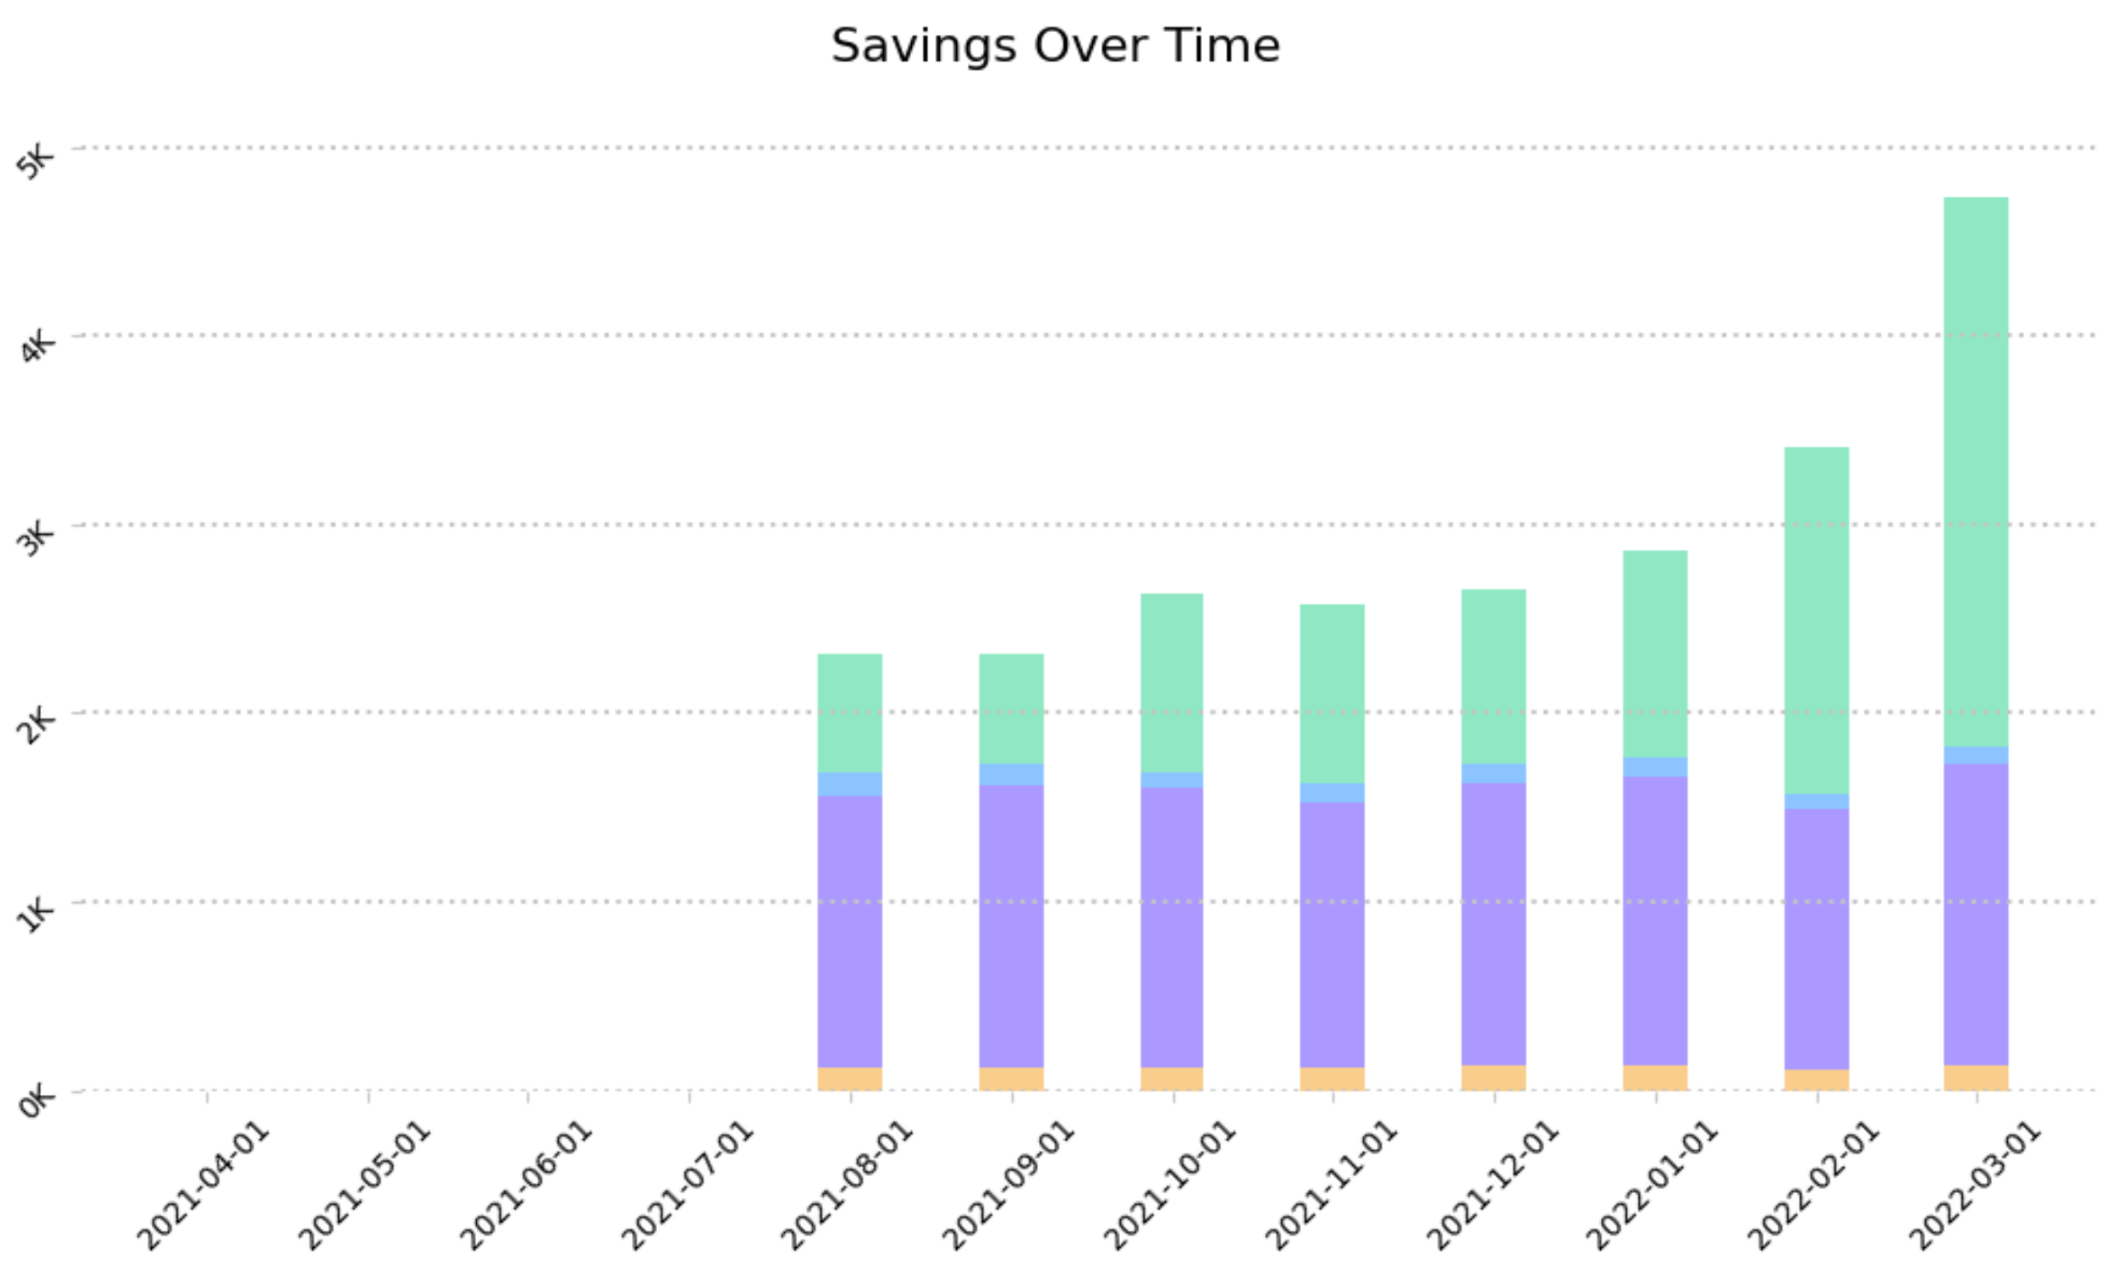 Savings Over Time
5K
4K
3K
2K
1K
0K
2021-04-01
2021-05-01
2021-06-01
2021-07-01
2021-08-01
2021-09-01
2021-10-01
2021-11-01
2021-12-01
2022-01-01
2022-02-01
2022-03-01